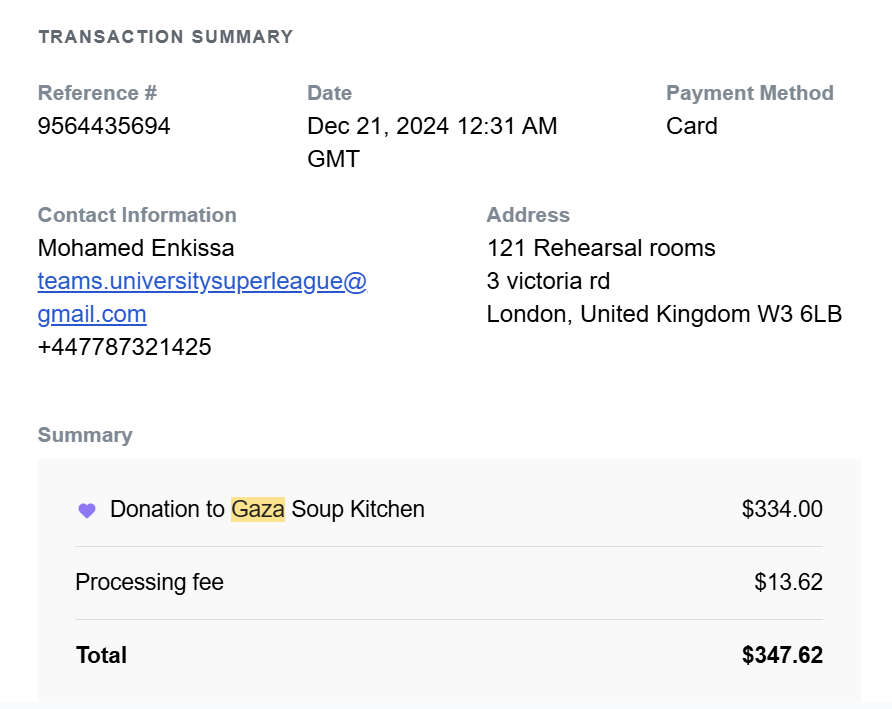 TRANSACTION SUMMARY
Reference #
9564435694
Date
Dec 21, 2024 12:31 AM
GMT
Payment Method
Card
Contact Information
Mohamed Enkissa
teams.universitysuperleague@
gmail.com
+447787321425
Address
121 Rehearsal rooms
3 victoria rd
London, United Kingdom W3 6LB
Summary
Donation to Gaza Soup Kitchen $334.00
Processing fee $13.62
Total $347.62